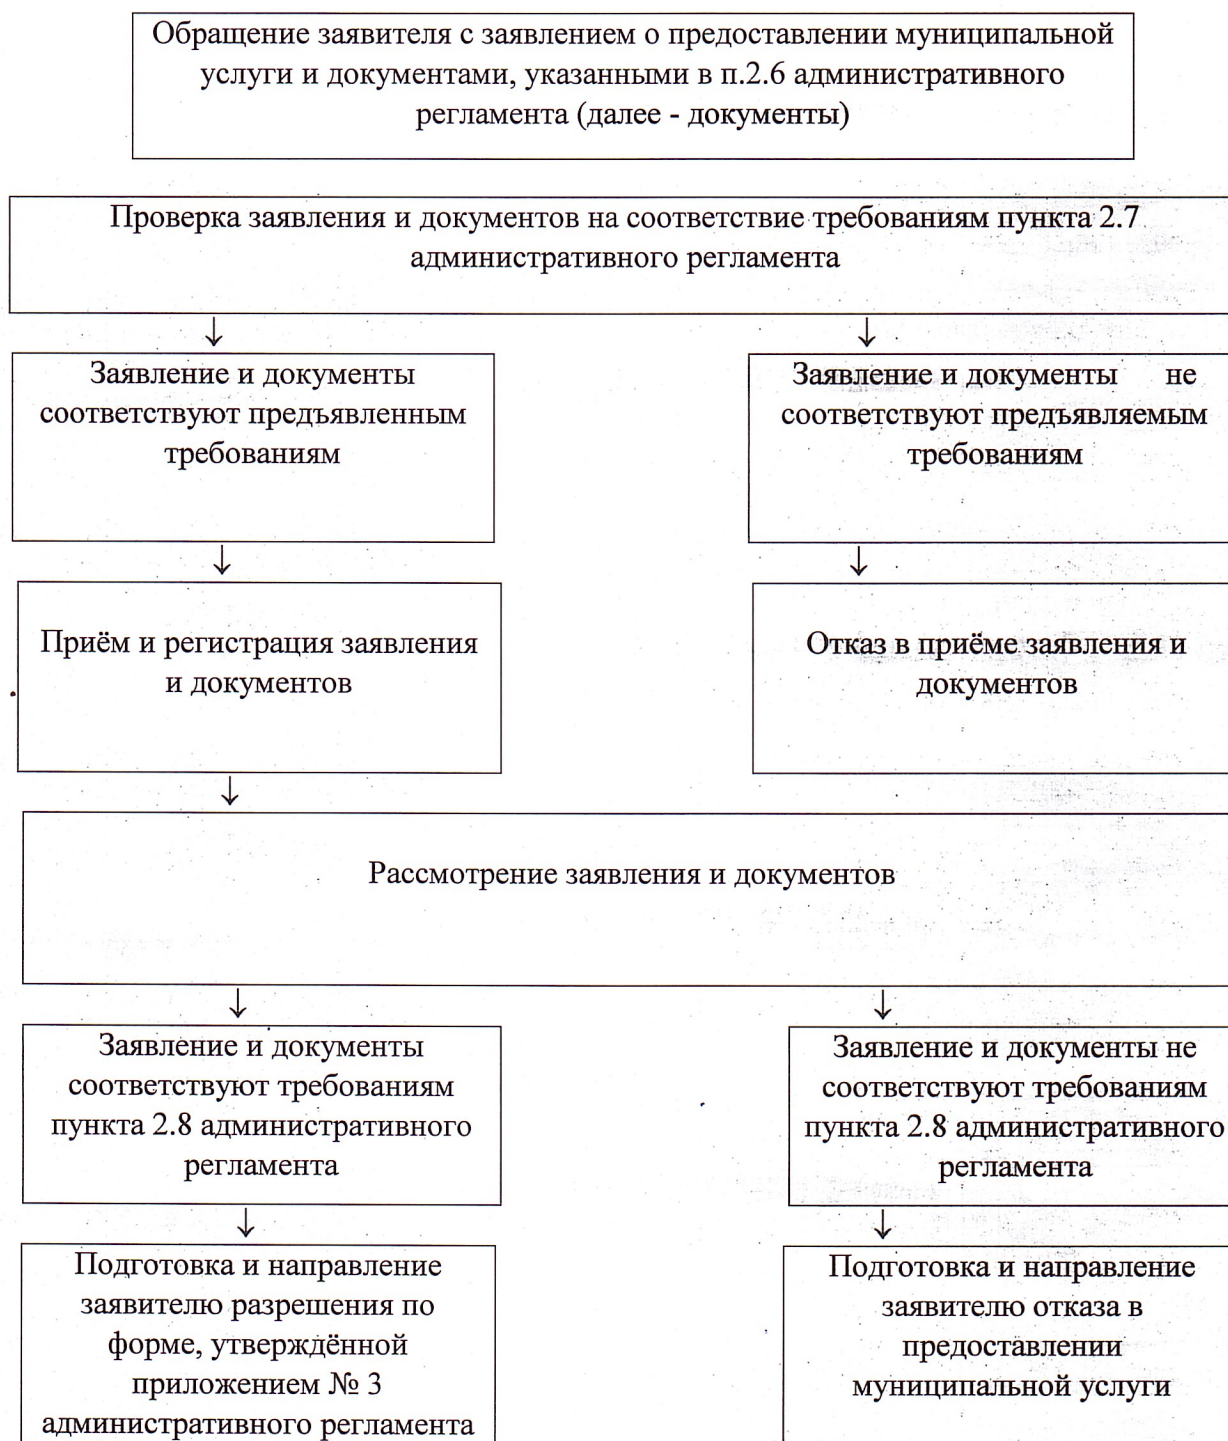 Обращение заявителя с заявлением о предоставлении муниципальной
услуги и документами, указанными в п.2.6 административного
регламента (далее - документы)
Проверка заявления и документов на соответствие требованиям пункта 2.7
административного регламента
Заявление и документы
соответствуют предъявленным
требованиям
Заявление и документы не
соответствуют предъявляемым
требованиям
Приём и регистрация заявления
и документов
Отказ в приёме заявления и
документов
Рассмотрение заявления и документов
Заявление и документы
соответствуют требованиям
пункта 2.8 административного
регламента
Заявление и документы не
соответствуют требованиям
пункта 2.8 административного
регламента
Подготовка и направление
заявителю разрешения по
форме, утверждённой
приложением № 3
административного регламента
Подготовка и направление
заявителю отказа в
предоставлении
муниципальной услуги